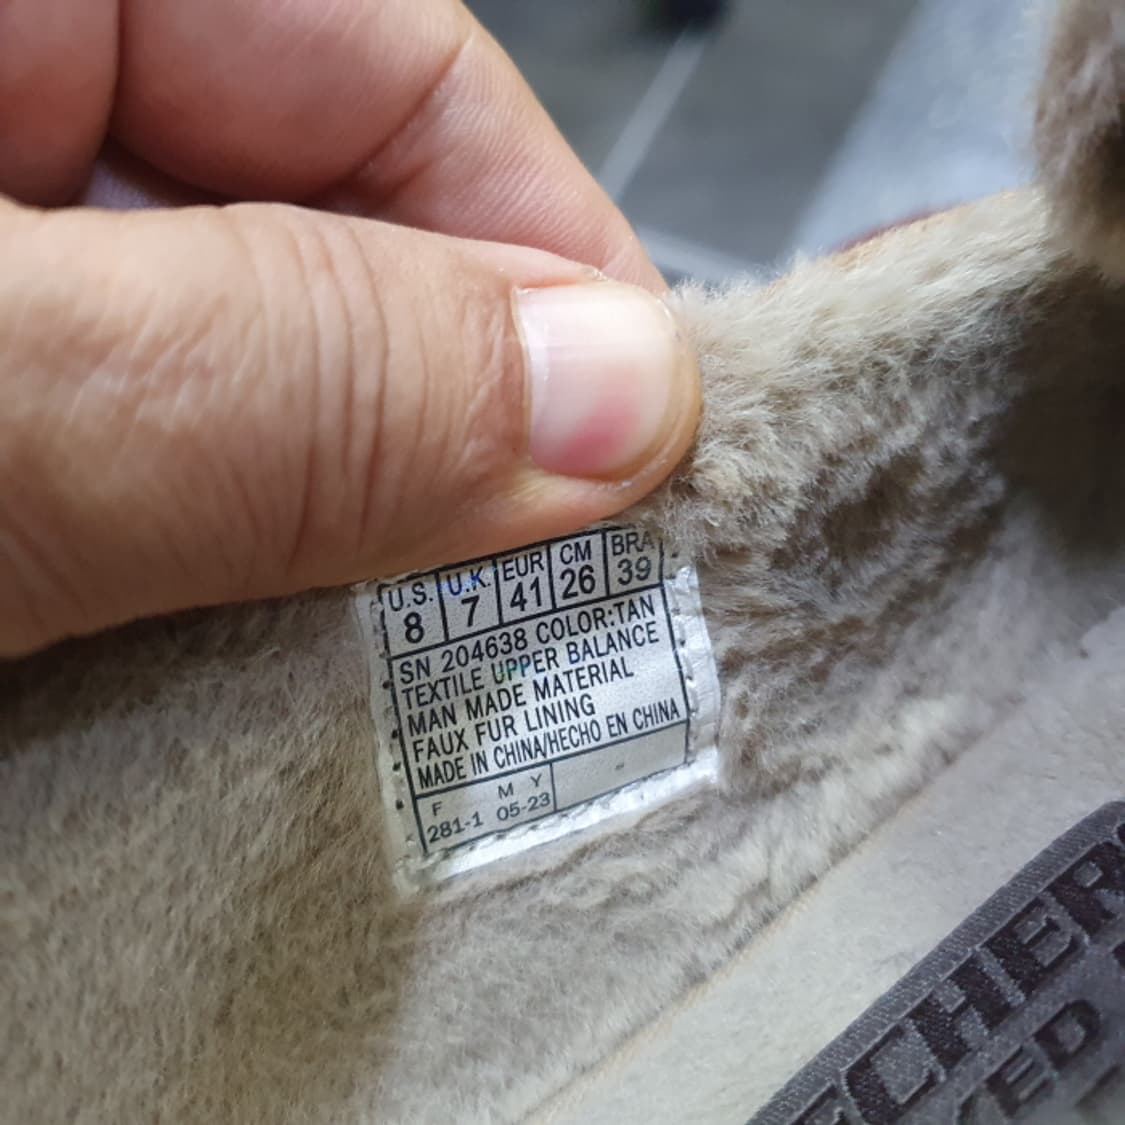 U.S. U.K. EUR CM BRA
8 7 41 26 39
SN 204638 COLOR:TAN
TEXTILE UPPER BALANCE
MAN MADE MATERIAL
FAUX FUR LINING
MADE IN CHINA/HECHO EN CHINA
F M Y
281-1 05-23